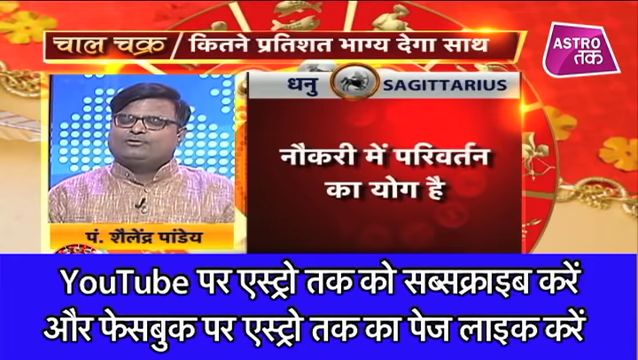 चाल चक्र / कितने प्रतिशत भाग्य देगा साथ
ASTRO
तक
धनु SAGITTARIUS
नौकरी में परिवर्तन
का योग है
पं. शैलेंद्र पांडेय
YouTube पर एस्ट्रो तक को सब्सक्राइब करें
और फेसबुक पर एस्ट्रो तक का पेज लाइक करें